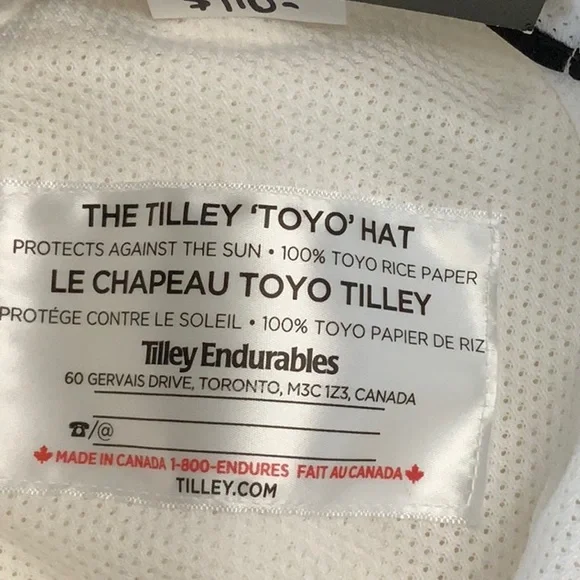 $110-
THE TILLEY 'TOYO' HAT
PROTECTS AGAINST THE SUN • 100% TOYO RICE PAPER
LE CHAPEAU TOYO TILLEY
PROTÉGE CONTRE LE SOLEIL • 100% TOYO PAPIER DE RIZ
Tilley Endurables
60 GERVAIS DRIVE, TORONTO, M3C 1Z3, CANADA
☎/@
MADE IN CANADA 1-800-ENDURES FAIT AU CANADA
TILLEY.COM